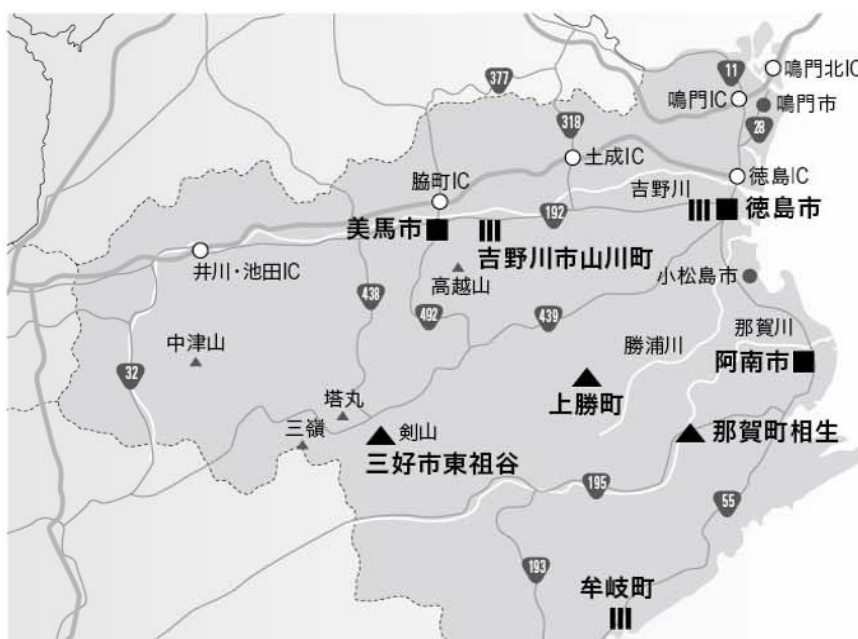 鳴門北IC
11
377
鳴門IC
鳴門市
28
318
土成IC
徳島IC
脇町IC
吉野川
192
徳島市
美馬市
吉野川市山川町
井川・池田IC
高越山
小松島市
438
492
439
那賀川
中津山
勝浦川
阿南市
32
上勝町
塔丸
三嶺
剣山
那賀町相生
三好市東祖谷
195
55
193
牟岐町